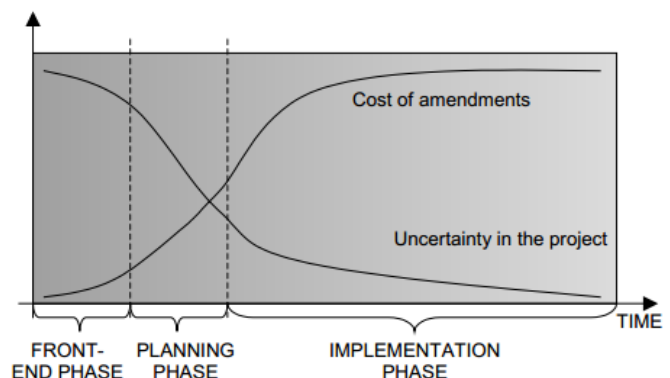 Cost of amendments
Uncertainty in the project
TIME
FRONT-
END PHASE
PLANNING
PHASE
IMPLEMENTATION
PHASE